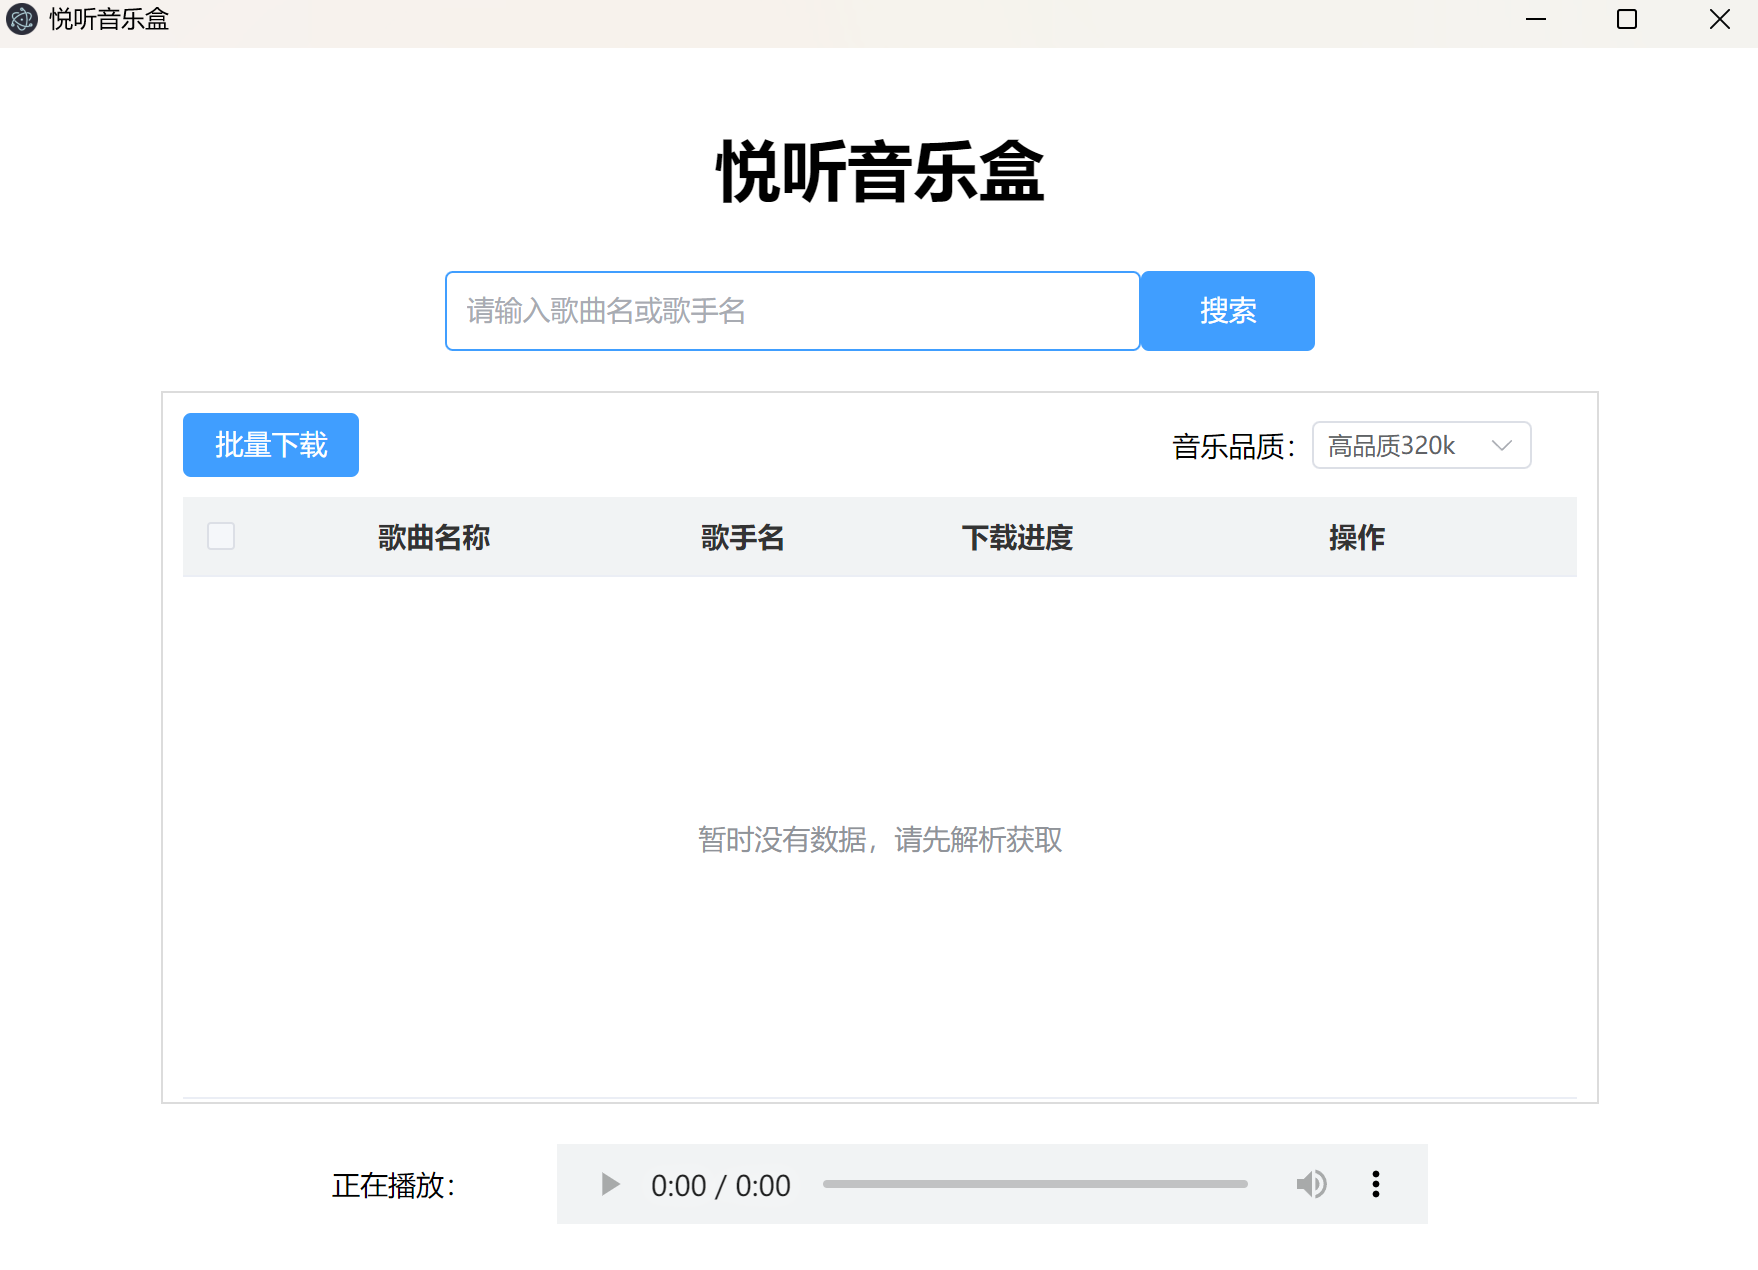 悦听音乐盒
悦听音乐盒
请输入歌曲名或歌手名
搜索
批量下载
音乐品质：
高品质320k
歌曲名称 歌手名 下载进度 操作
暂时没有数据，请先解析获取
正在播放：
0:00 / 0:00